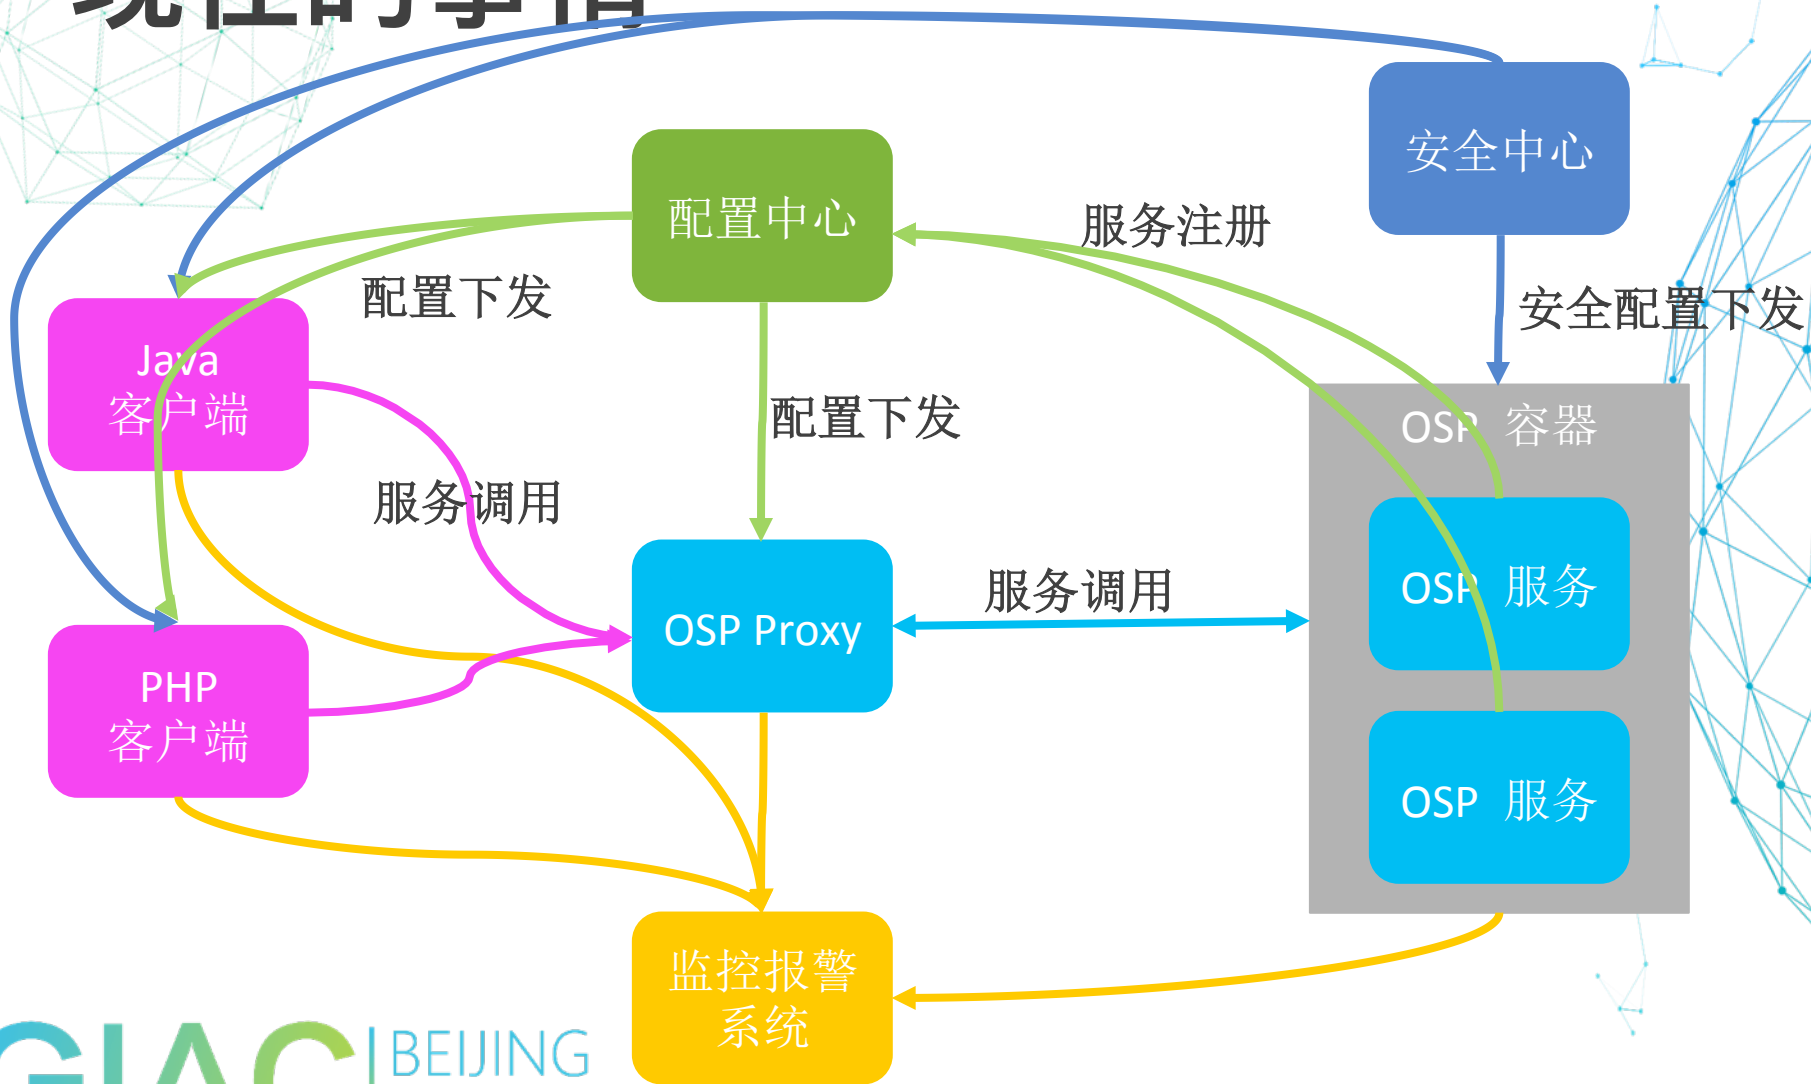 安全中心
配置中心
服务注册
配置下发
安全配置下发
Java
客户端
配置下发
OSP 容器
服务调用
OSP 服务
服务调用
OSP Proxy
PHP
客户端
OSP 服务
监控报警
系统
GIAC
BEIJING